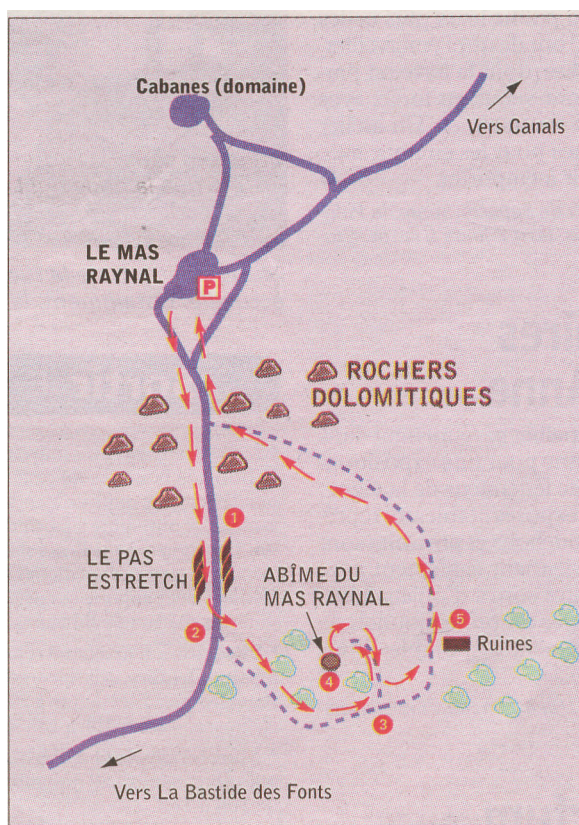 Cabanes (domaine)
Vers Canals
LE MAS
RAYNAL
P
ROCHERS
DOLOMITIQUES
1
LE PAS
ESTRETCH
ABÎME DU
MAS RAYNAL
2
5
Ruines
4
3
Vers La Bastide des Fonts